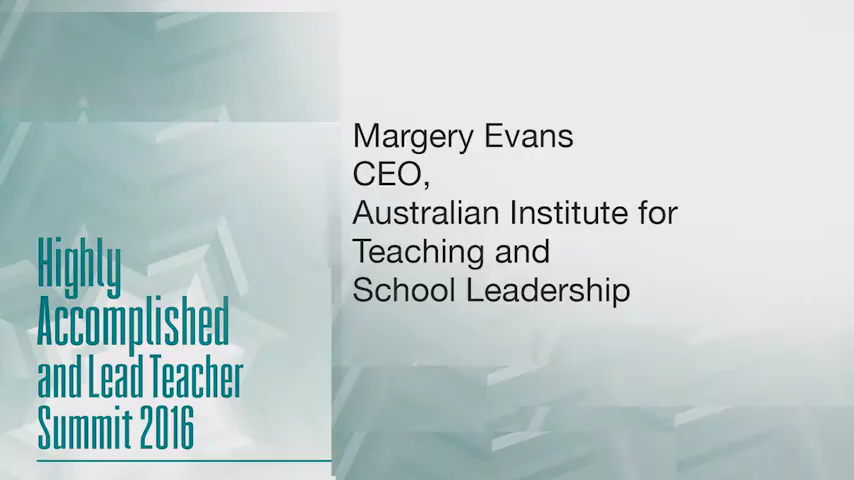 Highly
Accomplished
and Lead Teacher
Summit 2016
Margery Evans
CEO,
Australian Institute for
Teaching and
School Leadership